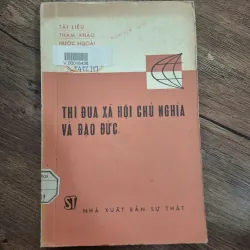 TÀI LIỆU
THAM KHẢO
NƯỚC NGOÀI
THI ĐUA XÃ HỘI CHỦ NGHĨA
VÀ ĐẠO ĐỨC
ST
NHÀ XUẤT BẢN SỰ THẬT